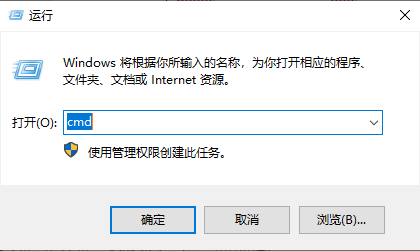 运行
Windows 将根据你所输入的名称，为你打开相应的程序、
文件夹、文档或 Internet 资源。
打开(O): cmd
使用管理权限创建此任务。
确定 取消 浏览(B)...